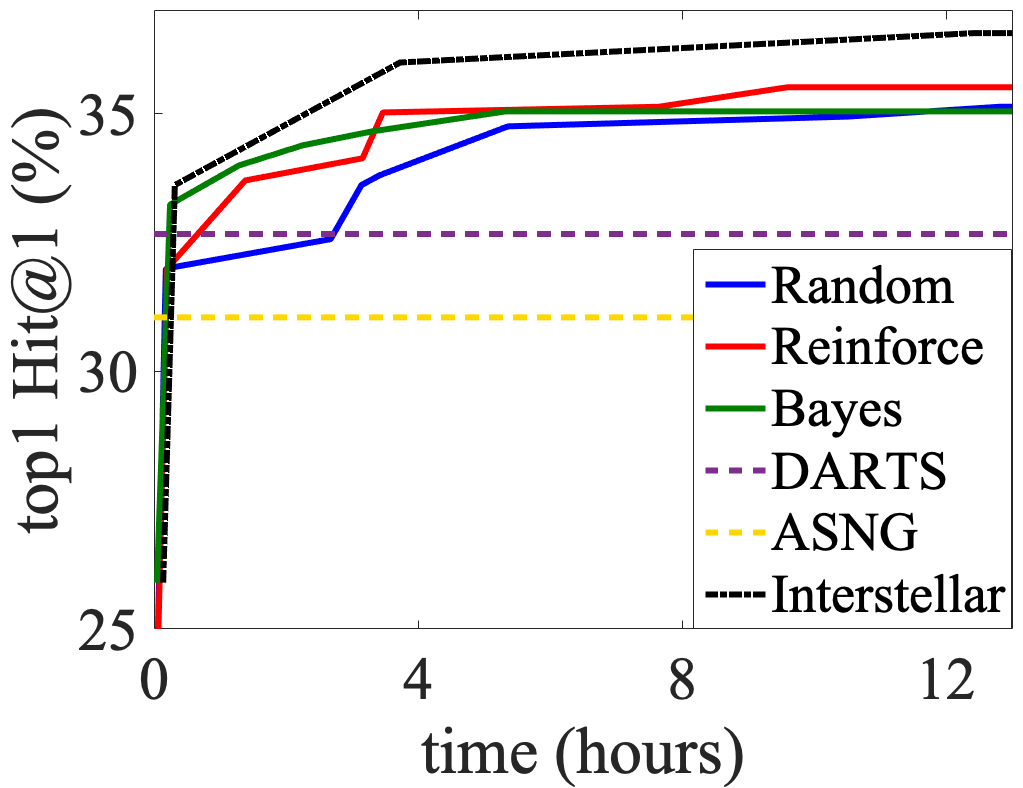 top1 Hit@1 (%)
35
30
25
0
4
8
12
time (hours)
Random
Reinforce
Bayes
DARTS
ASNG
Interstellar